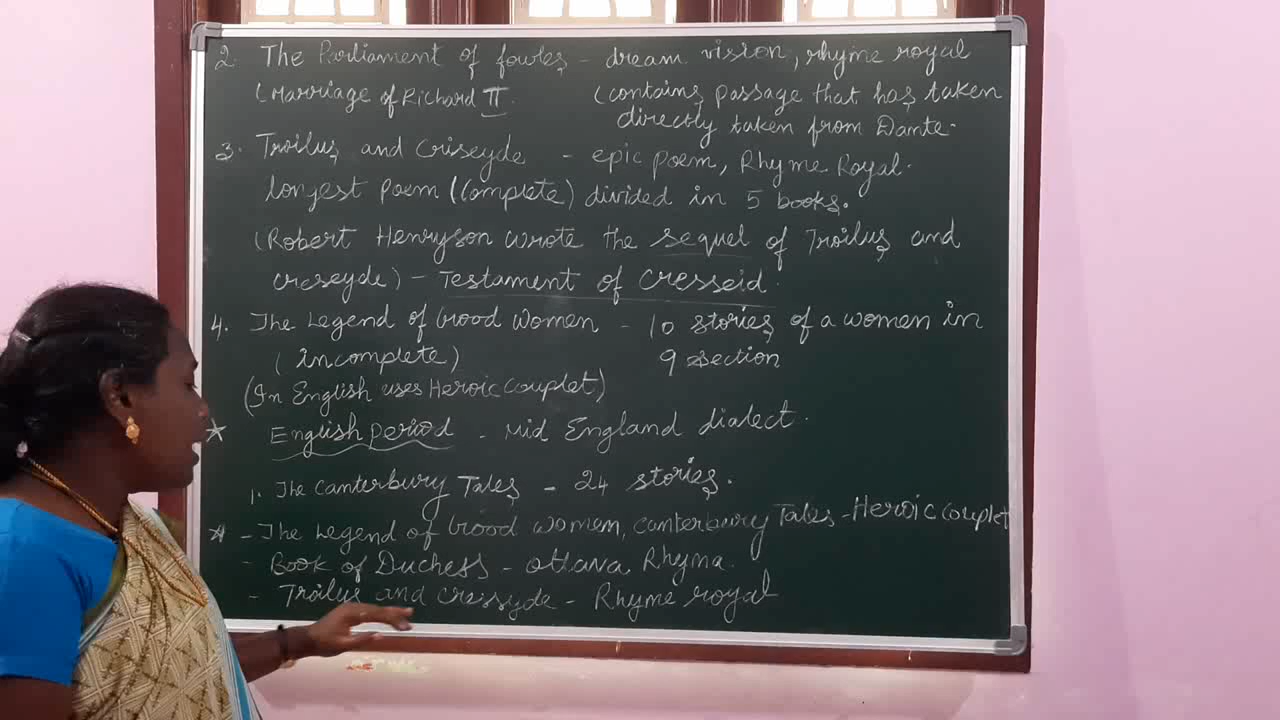 2. The Parliament of fowles - dream vision, rhyme royal
(Marriage of Richard II. (contains passage that has taken
directly taken from Dante.
3. Troilus and Criseyde - epic poem, Rhyme Royal.
longest poem (complete) divided in 5 books.
(Robert Henryson wrote the sequel of Troilus and
creseyde) - Testament of Cresseid.
4. The Legend of Good Women - 10 stories of a women in
(incomplete) 9 section
(In English uses Heroic couplet)
* English period - Mid England dialect.
1. The Canterbury Tales - 24 stories.
* - The Legend of Good women, canterbury Tales - Heroic couplet
- Book of Duchess - ottava Rhyma.
- Troilus and cressyde - Rhyme royal